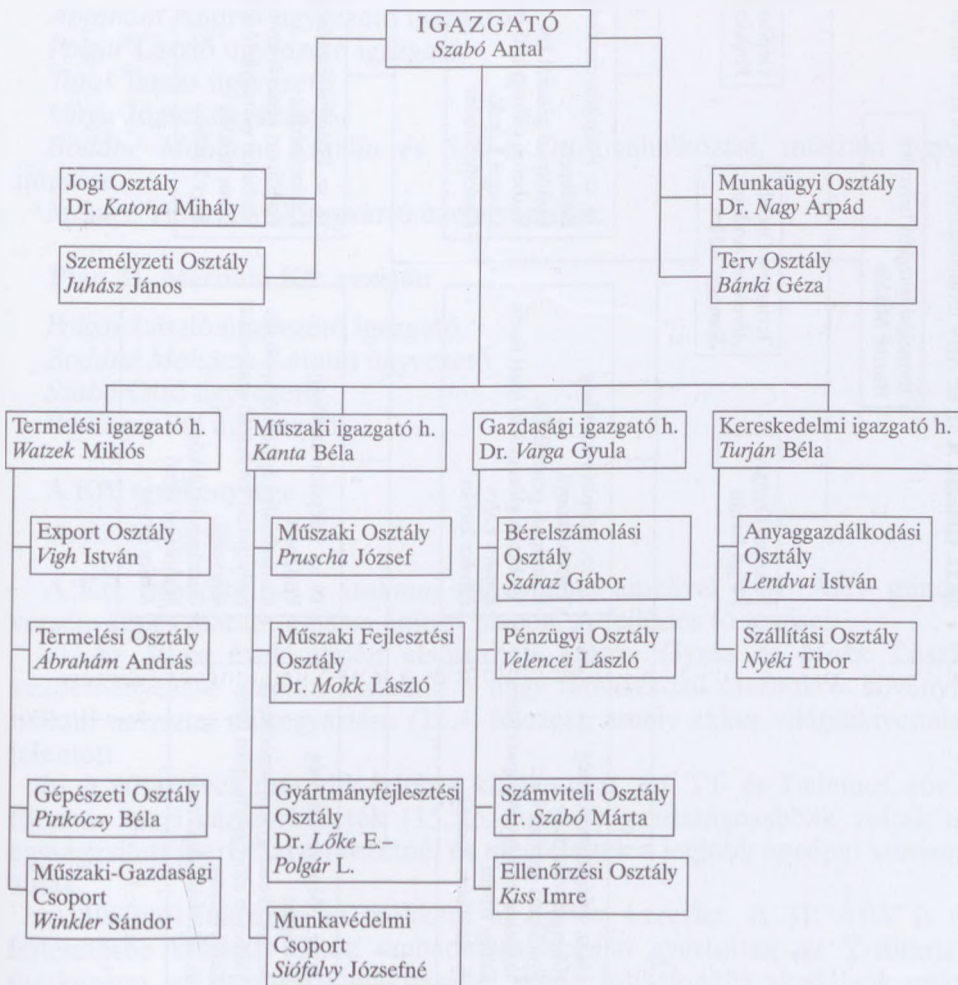 IGAZGATÓ
Szabó Antal
Jogi Osztály
Dr. Katona Mihály
Személyzeti Osztály
Juhász János
Munkaügyi Osztály
Dr. Nagy Árpád
Terv Osztály
Bánki Géza
Termelési igazgató h.
Watzek Miklós
Műszaki igazgató h.
Kanta Béla
Gazdasági igazgató h.
Dr. Varga Gyula
Kereskedelmi igazgató h.
Turján Béla
Export Osztály
Vigh István
Termelési Osztály
Ábrahám András
Gépészeti Osztály
Pinkóczy Béla
Műszaki-Gazdasági
Csoport
Winkler Sándor
Műszaki Osztály
Pruscha József
Műszaki Fejlesztési
Osztály
Dr. Mokk László
Gyártmányfejlesztési
Osztály
Dr. Lőke E.–
Polgár L.
Munkavédelmi
Csoport
Siófalvy Józsefné
Bérelszámolási
Osztály
Száraz Gábor
Pénzügyi Osztály
Velencei László
Számviteli Osztály
dr. Szabó Márta
Ellenőrzési Osztály
Kiss Imre
Anyaggazdálkodási
Osztály
Lendvai István
Szállítási Osztály
Nyéki Tibor